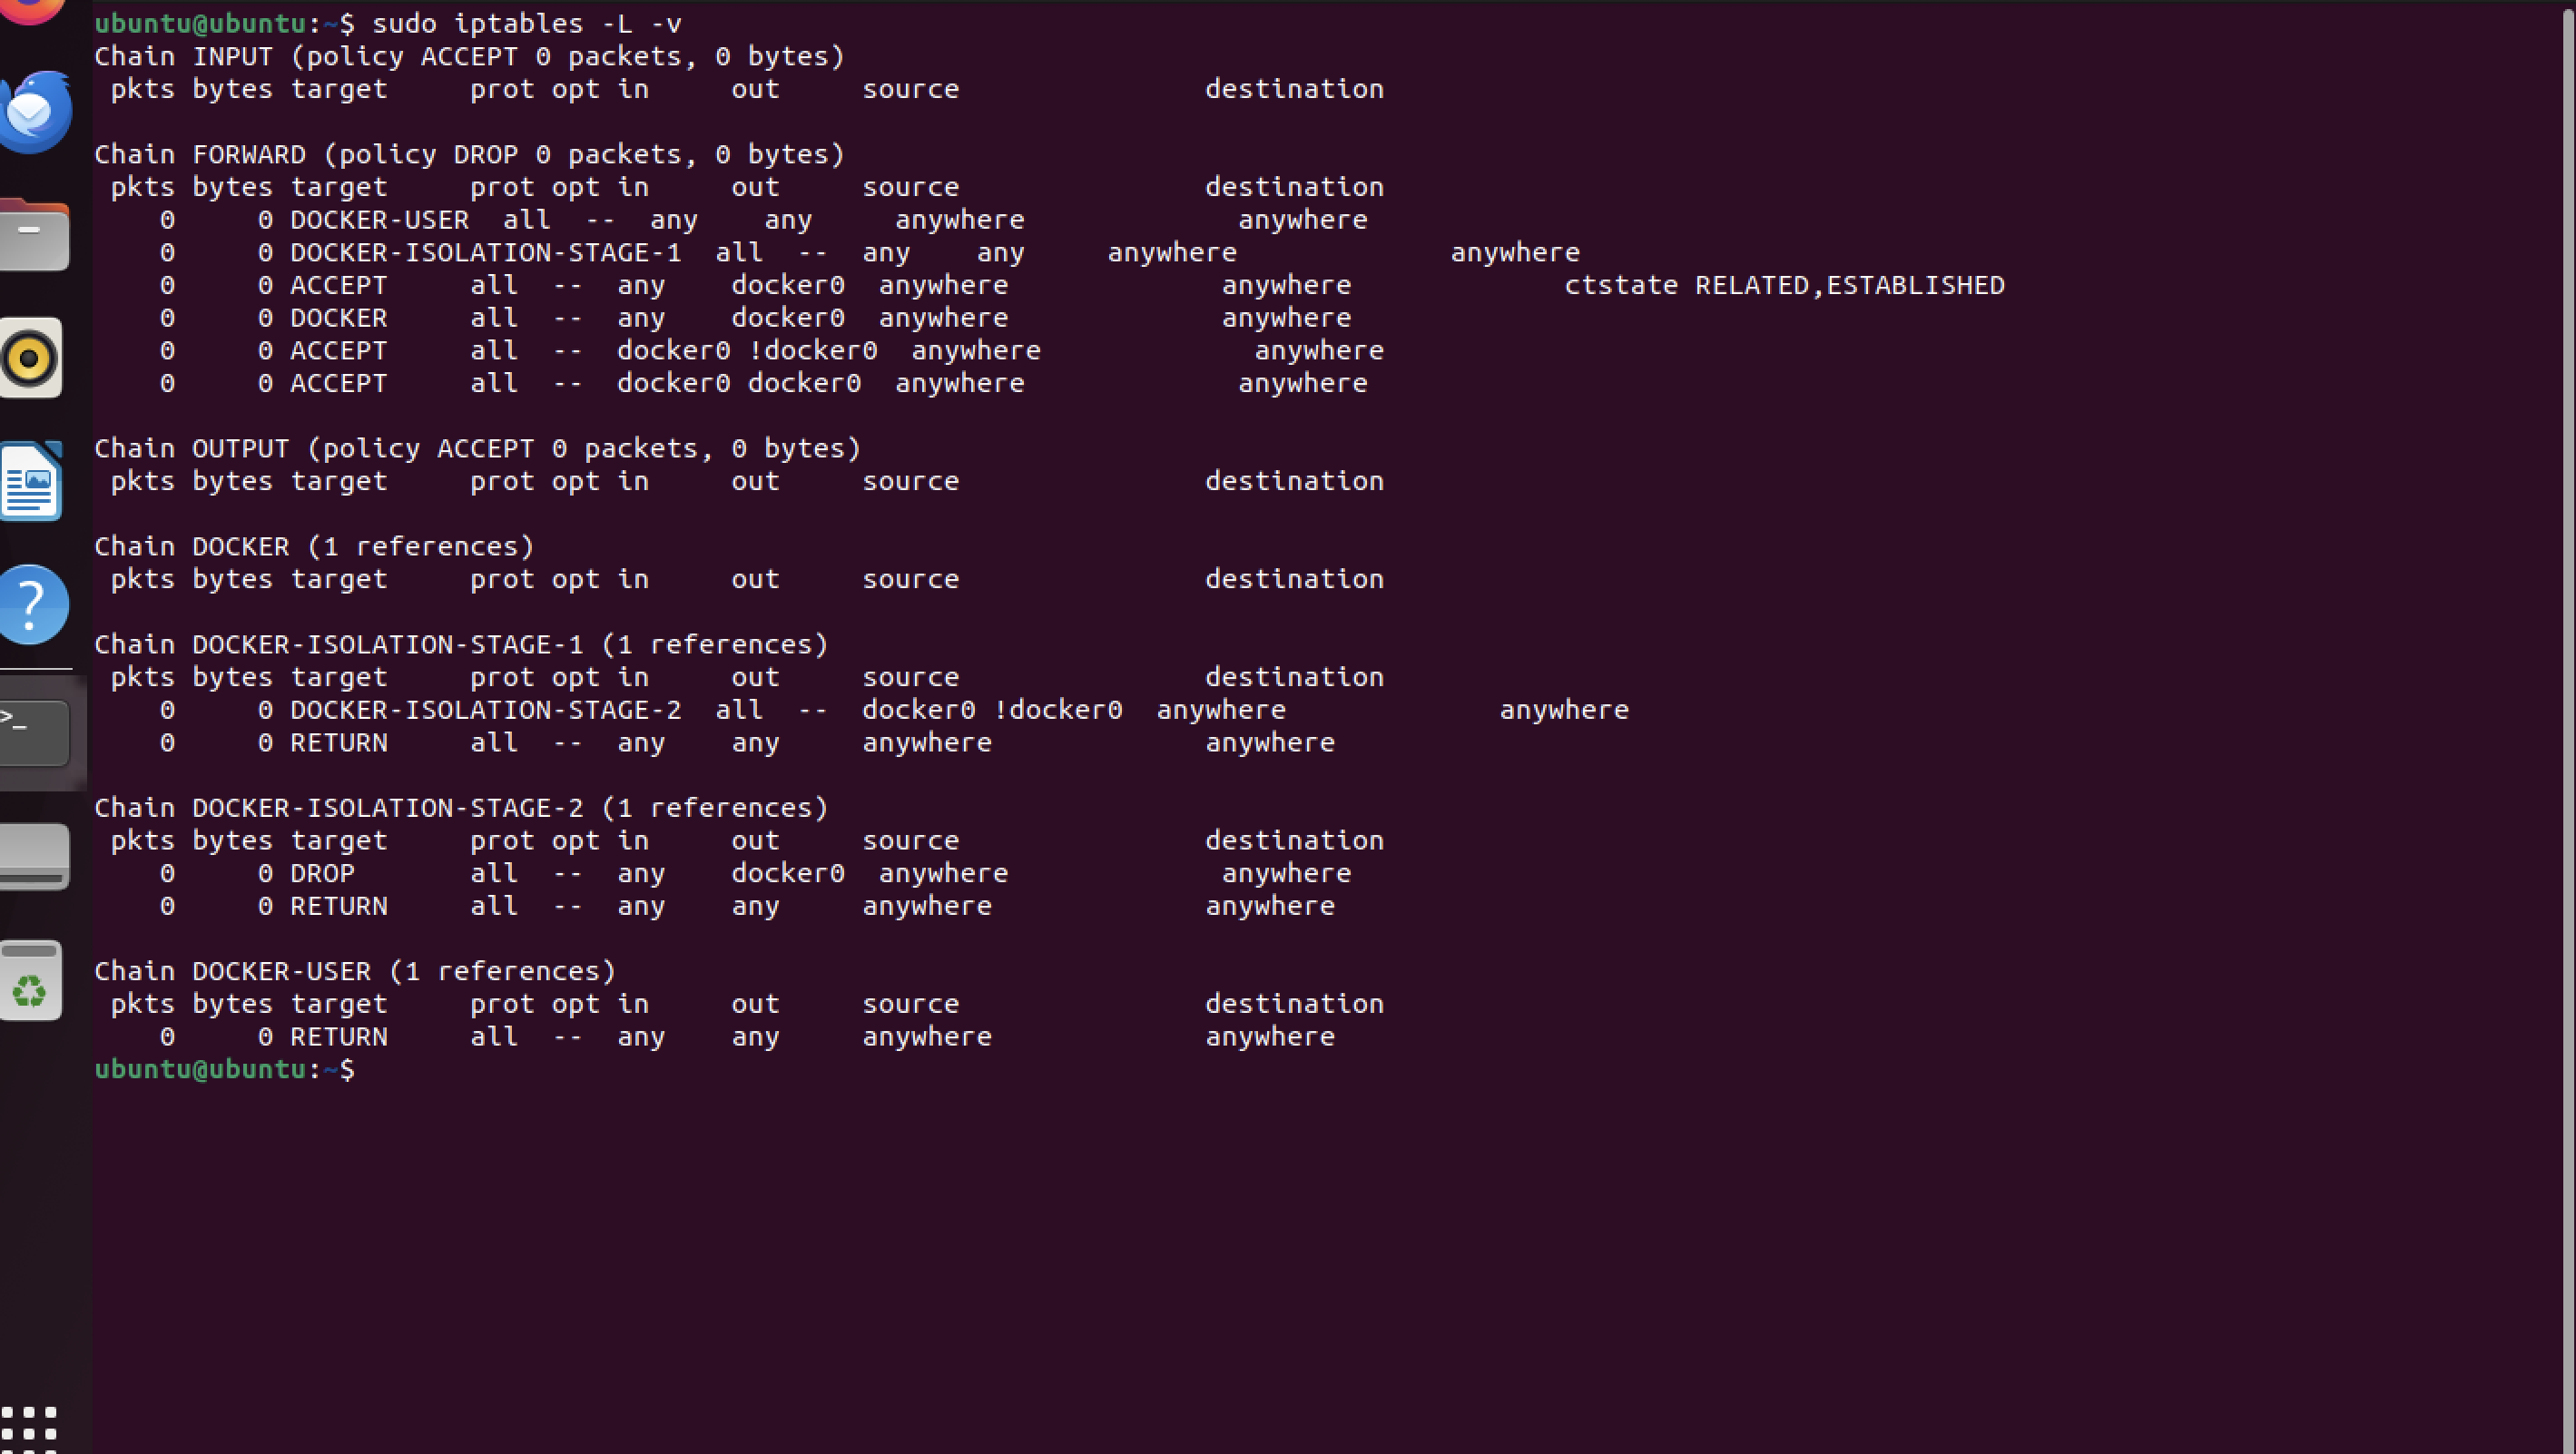 ubuntu@ubuntu:~$ sudo iptables -L -v
Chain INPUT (policy ACCEPT 0 packets, 0 bytes)
 pkts bytes target     prot opt in     out     source               destination

Chain FORWARD (policy DROP 0 packets, 0 bytes)
 pkts bytes target     prot opt in     out     source               destination
    0     0 DOCKER-USER  all  --  any    any     anywhere             anywhere
    0     0 DOCKER-ISOLATION-STAGE-1  all  --  any    any     anywhere             anywhere
    0     0 ACCEPT     all  --  any    docker0  anywhere             anywhere             ctstate RELATED,ESTABLISHED
    0     0 DOCKER     all  --  any    docker0  anywhere             anywhere
    0     0 ACCEPT     all  --  docker0 !docker0  anywhere             anywhere
    0     0 ACCEPT     all  --  docker0 docker0  anywhere             anywhere

Chain OUTPUT (policy ACCEPT 0 packets, 0 bytes)
 pkts bytes target     prot opt in     out     source               destination

Chain DOCKER (1 references)
 pkts bytes target     prot opt in     out     source               destination

Chain DOCKER-ISOLATION-STAGE-1 (1 references)
 pkts bytes target     prot opt in     out     source               destination
    0     0 DOCKER-ISOLATION-STAGE-2  all  --  docker0 !docker0  anywhere             anywhere
    0     0 RETURN     all  --  any    any     anywhere             anywhere

Chain DOCKER-ISOLATION-STAGE-2 (1 references)
 pkts bytes target     prot opt in     out     source               destination
    0     0 DROP       all  --  any    docker0  anywhere             anywhere
    0     0 RETURN     all  --  any    any     anywhere             anywhere

Chain DOCKER-USER (1 references)
 pkts bytes target     prot opt in     out     source               destination
    0     0 RETURN     all  --  any    any     anywhere             anywhere
ubuntu@ubuntu:~$